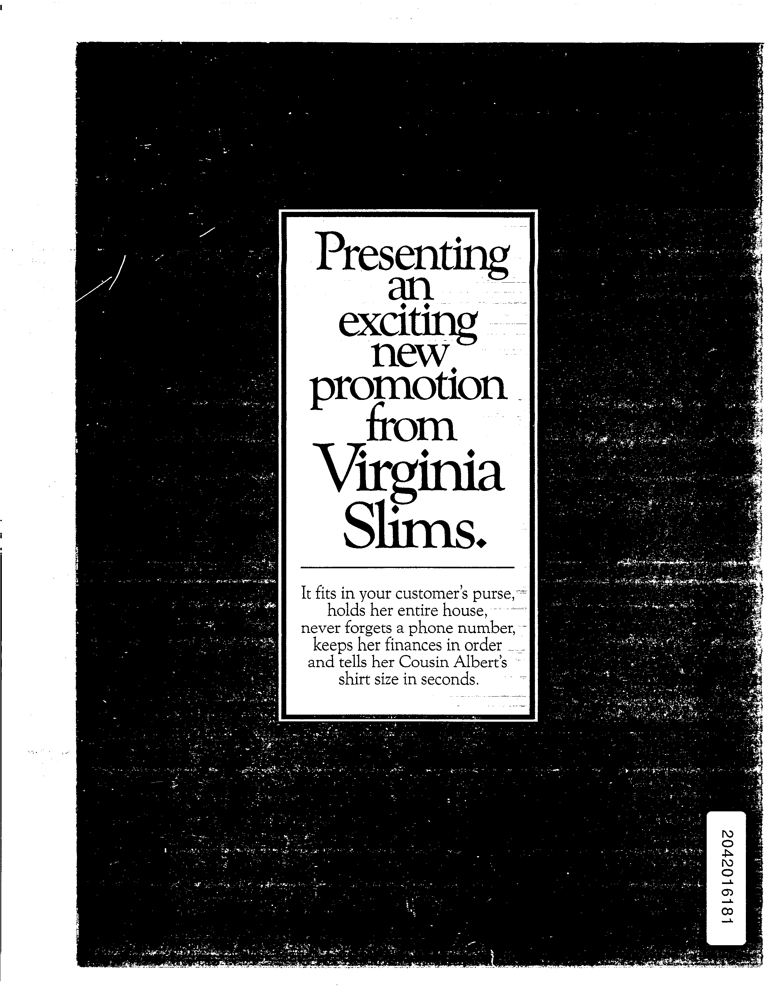 Presenting
an
exciting
new
promotion
from
Virginia
Slims.
It fits in your customer's purse,
holds her entire house,
never forgets a phone number,
keeps her finances in order
and tells her Cousin Albert's
shirt size in seconds.
2042016181